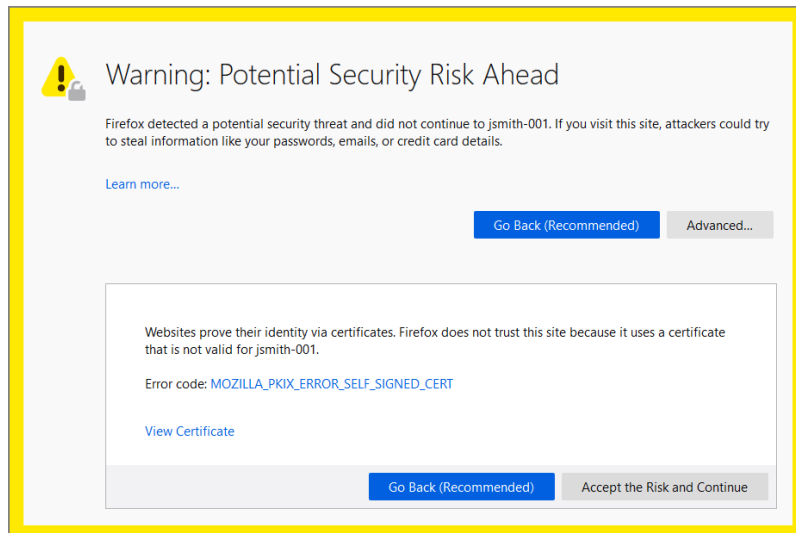 Warning: Potential Security Risk Ahead
Firefox detected a potential security threat and did not continue to jsmith-001. If you visit this site, attackers could try
to steal information like your passwords, emails, or credit card details.
Learn more...
Go Back (Recommended)
Advanced...
Websites prove their identity via certificates. Firefox does not trust this site because it uses a certificate
that is not valid for jsmith-001.
Error code: MOZILLA_PKIX_ERROR_SELF_SIGNED_CERT
View Certificate
Go Back (Recommended)
Accept the Risk and Continue